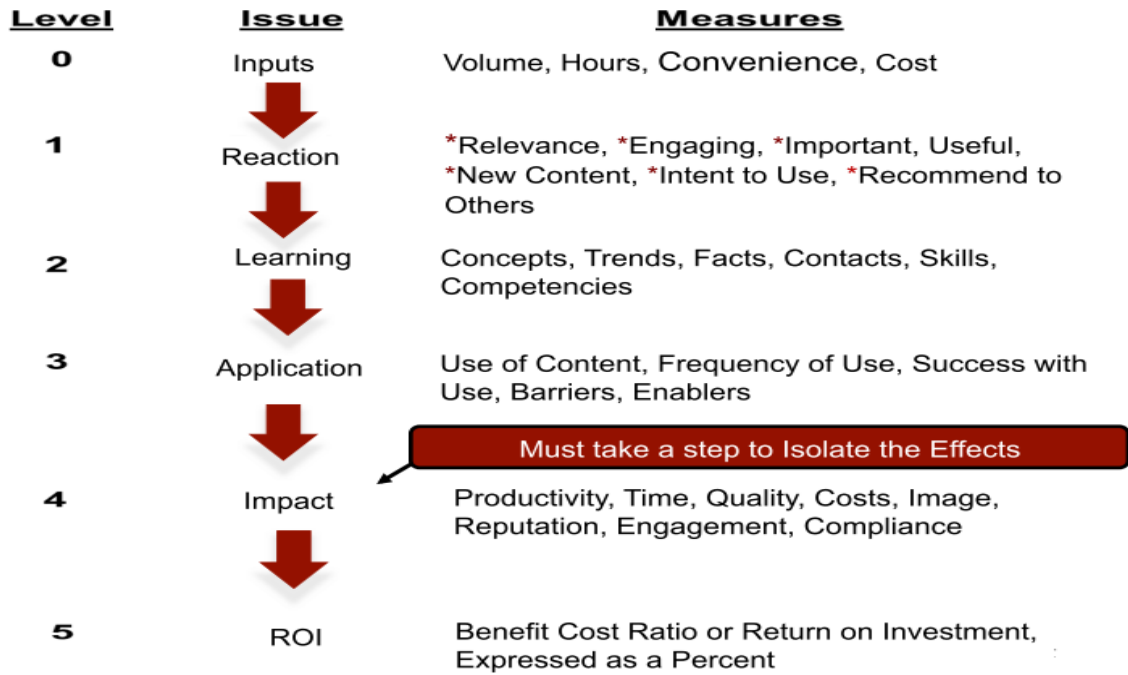 Level Issue Measures
0 Inputs Volume, Hours, Convenience, Cost
1 Reaction *Relevance, *Engaging, *Important, Useful,
*New Content, *Intent to Use, *Recommend to
Others
2 Learning Concepts, Trends, Facts, Contacts, Skills,
Competencies
3 Application Use of Content, Frequency of Use, Success with
Use, Barriers, Enablers
Must take a step to Isolate the Effects
4 Impact Productivity, Time, Quality, Costs, Image,
Reputation, Engagement, Compliance
5 ROI Benefit Cost Ratio or Return on Investment,
Expressed as a Percent